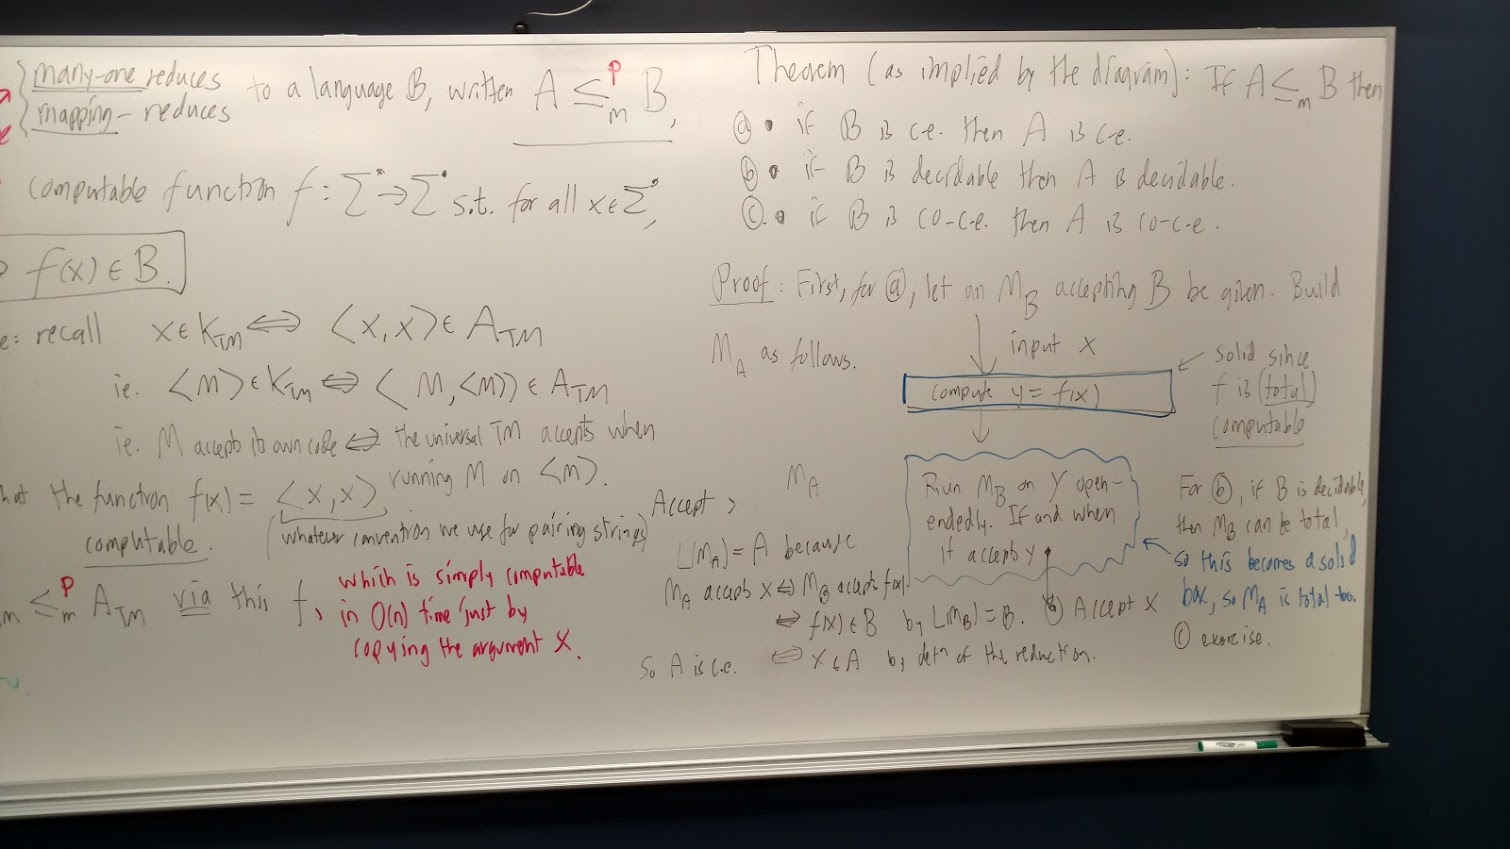 many-one reduces
mapping-reduces
to a language B, written A ≤ᵖₘ B,
computable function f: Σ*→Σ* s.t. for all x∈Σ*,
f(x) ∈ B.
e: recall x ∈ K_TM ⟺ ⟨x, x⟩ ∈ A_TM
ie. ⟨M⟩ ∈ K_TM ⟺ ⟨M, ⟨M⟩⟩ ∈ A_TM
ie. M accepts its own code ⟺ the universal TM accepts when
running M on ⟨M⟩.
hat the function f(x) = ⟨x, x⟩
computable.
(whatever convention we use for pairing strings)
m ≤ᵖₘ A_TM via this f,
which is simply computable
in O(n) time just by
copying the argument X.
Theorem (as implied by the diagram): If A ≤ₘ B then
ⓐ • if B is c.e. then A is c.e.
ⓑ • if B is decidable then A is decidable.
ⓒ • if B is co-c.e. then A is co-c.e.
Proof: First, for ⓐ, let an M_B accepting B be given. Build
M_A as follows.
input X
compute y = f(x)
solid since
f is (total)
computable
M_A
Run M_B on y open-
endedly. If and when
it accepts y
Accept X
Accept
L(M_A) = A because
M_A accepts x ⟺ M_B accepts f(x).
⟺ f(x) ∈ B by L(M_B) = B.
⟺ x ∈ A by defn of the reduction.
So A is c.e.
For ⓑ, if B is decidable,
then M_B can be total,
so this becomes a solid
box, so M_A is total too.
ⓒ exercise.